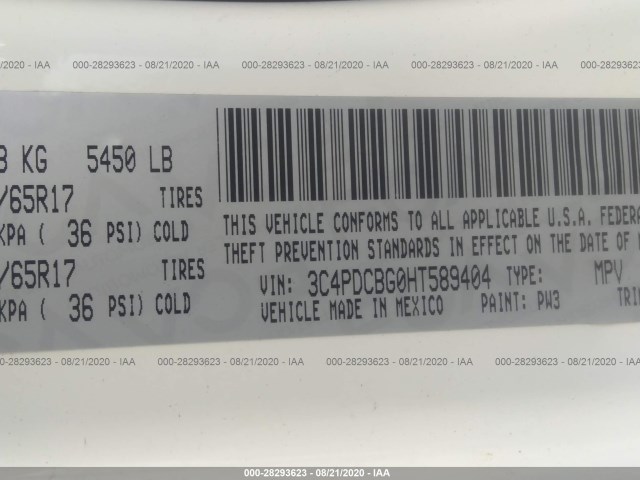 /2020 - IAA 000-28293623 - 08/21/2020 - IAA 000-28293623 - 08/21/2020 - IAA 000-28293623 - 08/21/2020 - IAA 000-28293623
KG 5450 LB
/65R17 TIRES
KPA ( 36 PSI) COLD
/65R17 TIRES
KPA ( 36 PSI) COLD
THIS VEHICLE CONFORMS TO ALL APPLICABLE U.S.A. FEDERA
THEFT PREVENTION STANDARDS IN EFFECT ON THE DATE OF
VIN: 3C4PDCBG0HT589404 TYPE: MPV
VEHICLE MADE IN MEXICO PAINT: PW3 TRI
000-28293623 - 08/21/2020 - IAA 000-28293623 - 08/21/2020 - IAA 000-28293623 - 08/21/2020 - IAA 000-28293623 - 08/21/2020
000-28293623 - 08/21/2020 - IAA